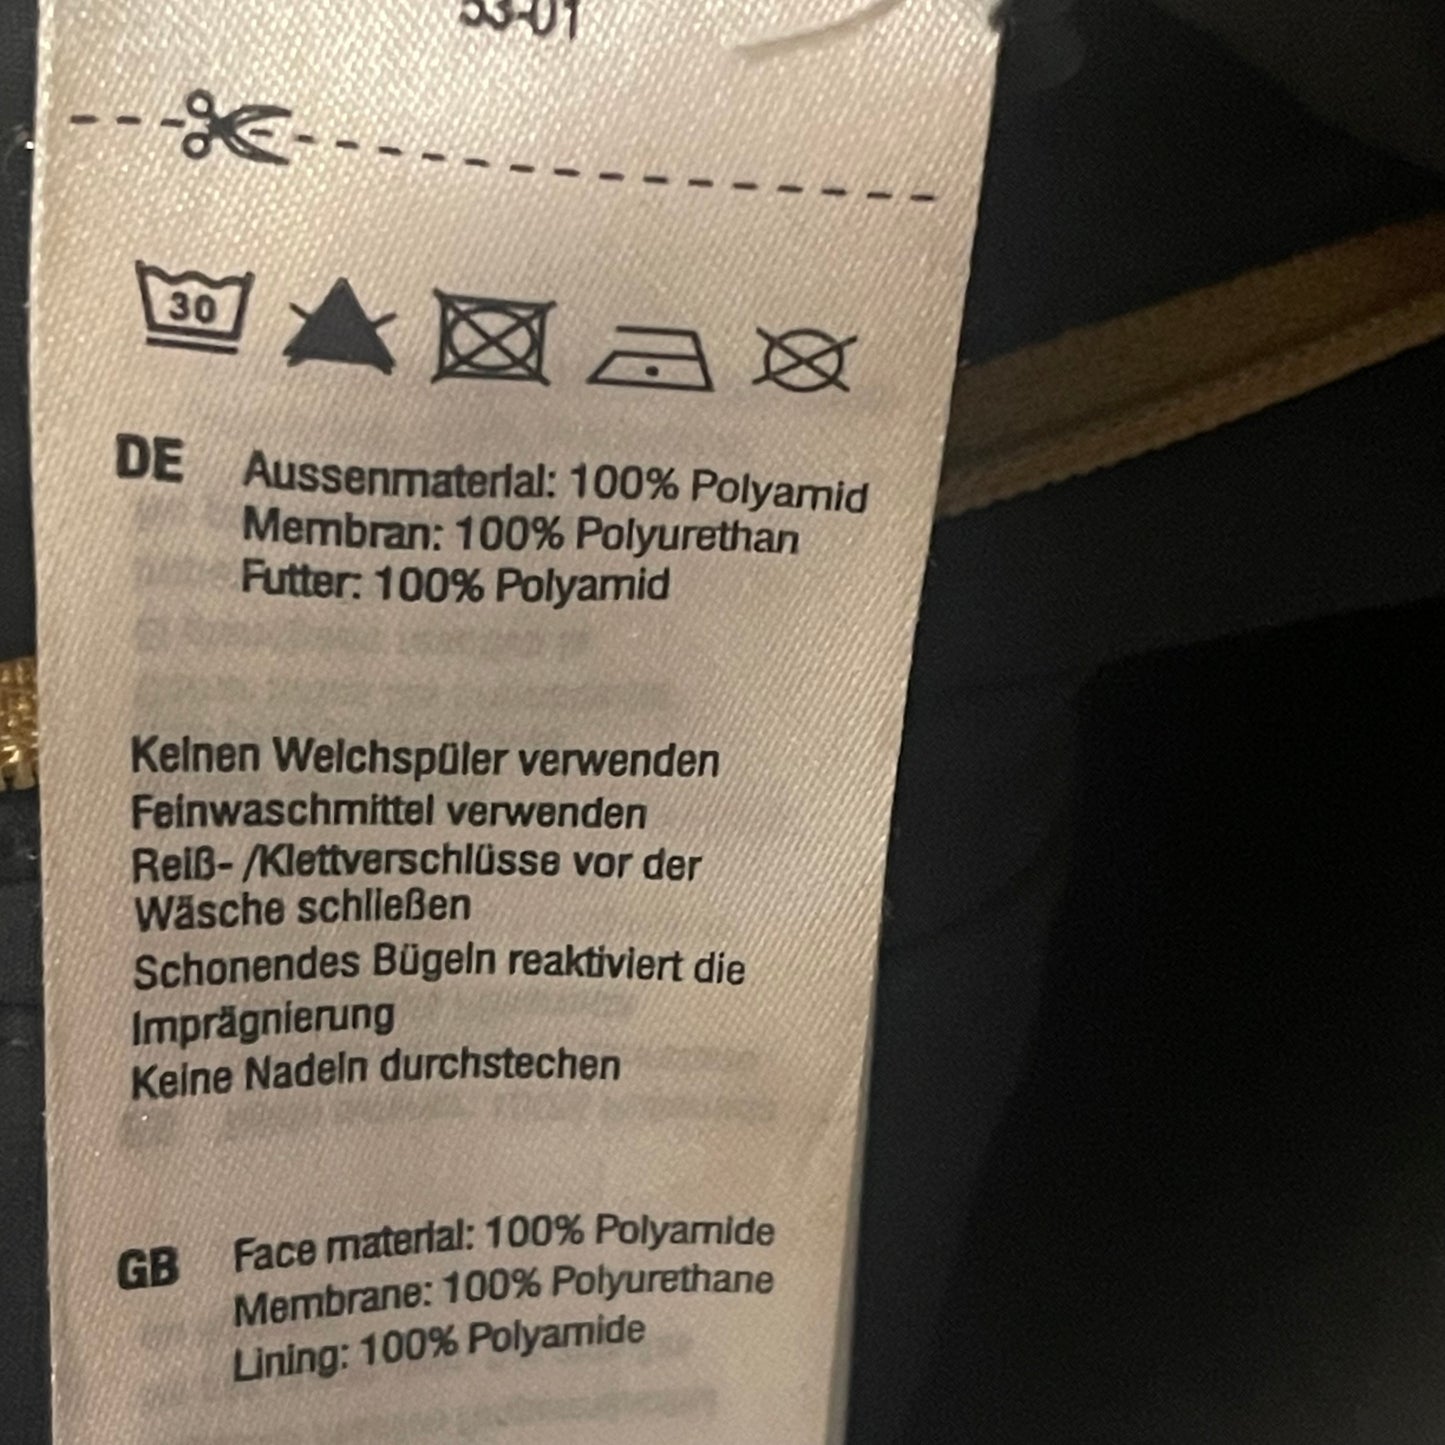 53-01
30
DE Aussenmaterial: 100% Polyamid
Membran: 100% Polyurethan
Futter: 100% Polyamid
Keinen Weichspüler verwenden
Feinwaschmittel verwenden
Reiß- /Klettverschlüsse vor der
Wäsche schließen
Schonendes Bügeln reaktiviert die
Imprägnierung
Keine Nadeln durchstechen
GB Face material: 100% Polyamide
Membrane: 100% Polyurethane
Lining: 100% Polyamide